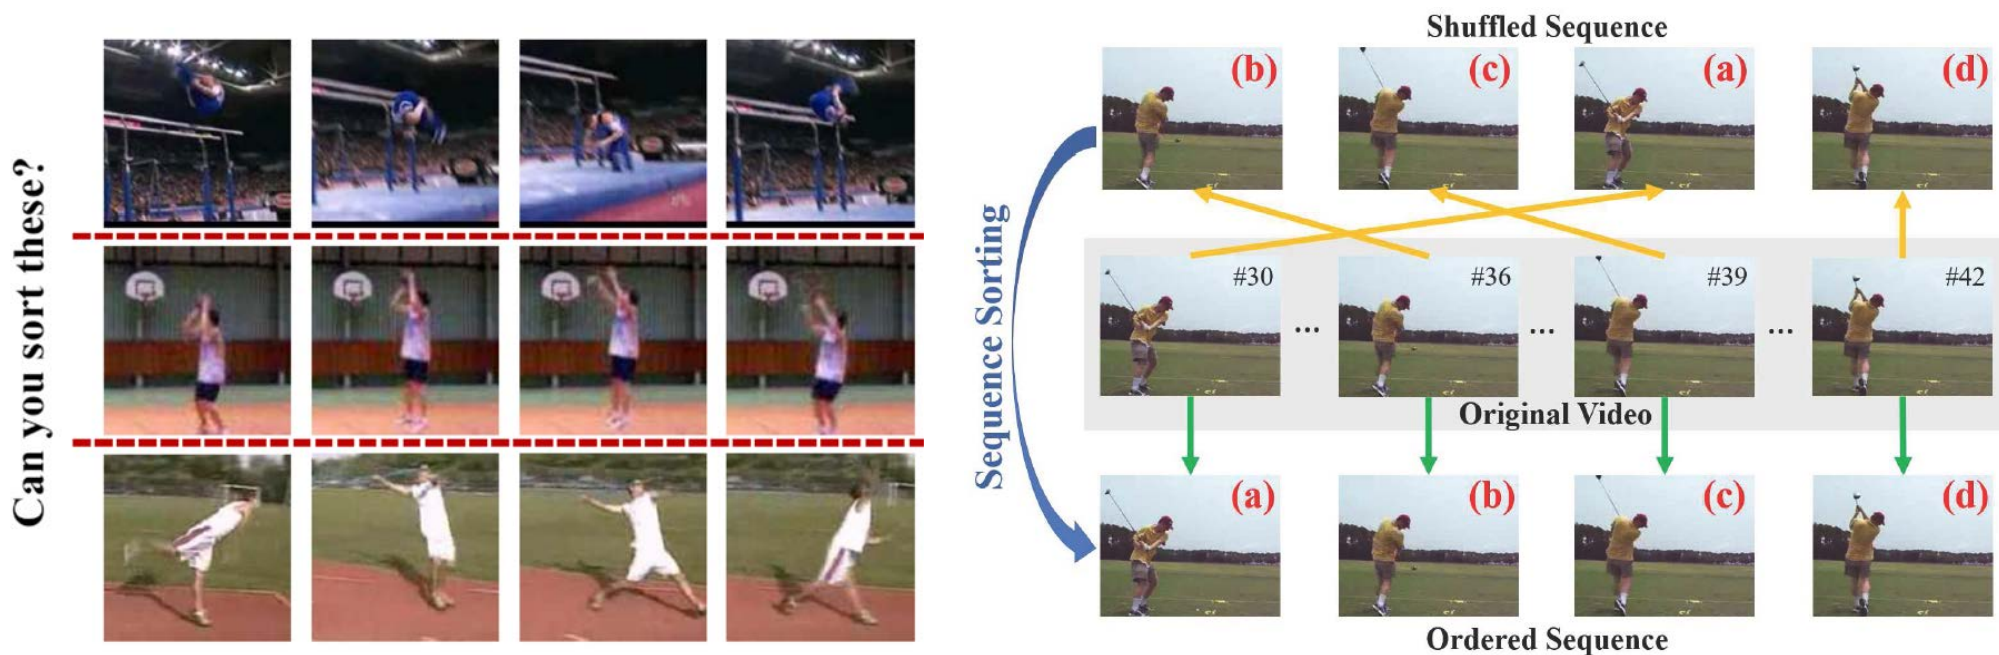 Can you sort these?
Shuffled Sequence
(b)
(c)
(a)
(d)
Sequence Sorting
#30
#36
#39
#42
...
...
...
Original Video
(a)
(b)
(c)
(d)
Ordered Sequence